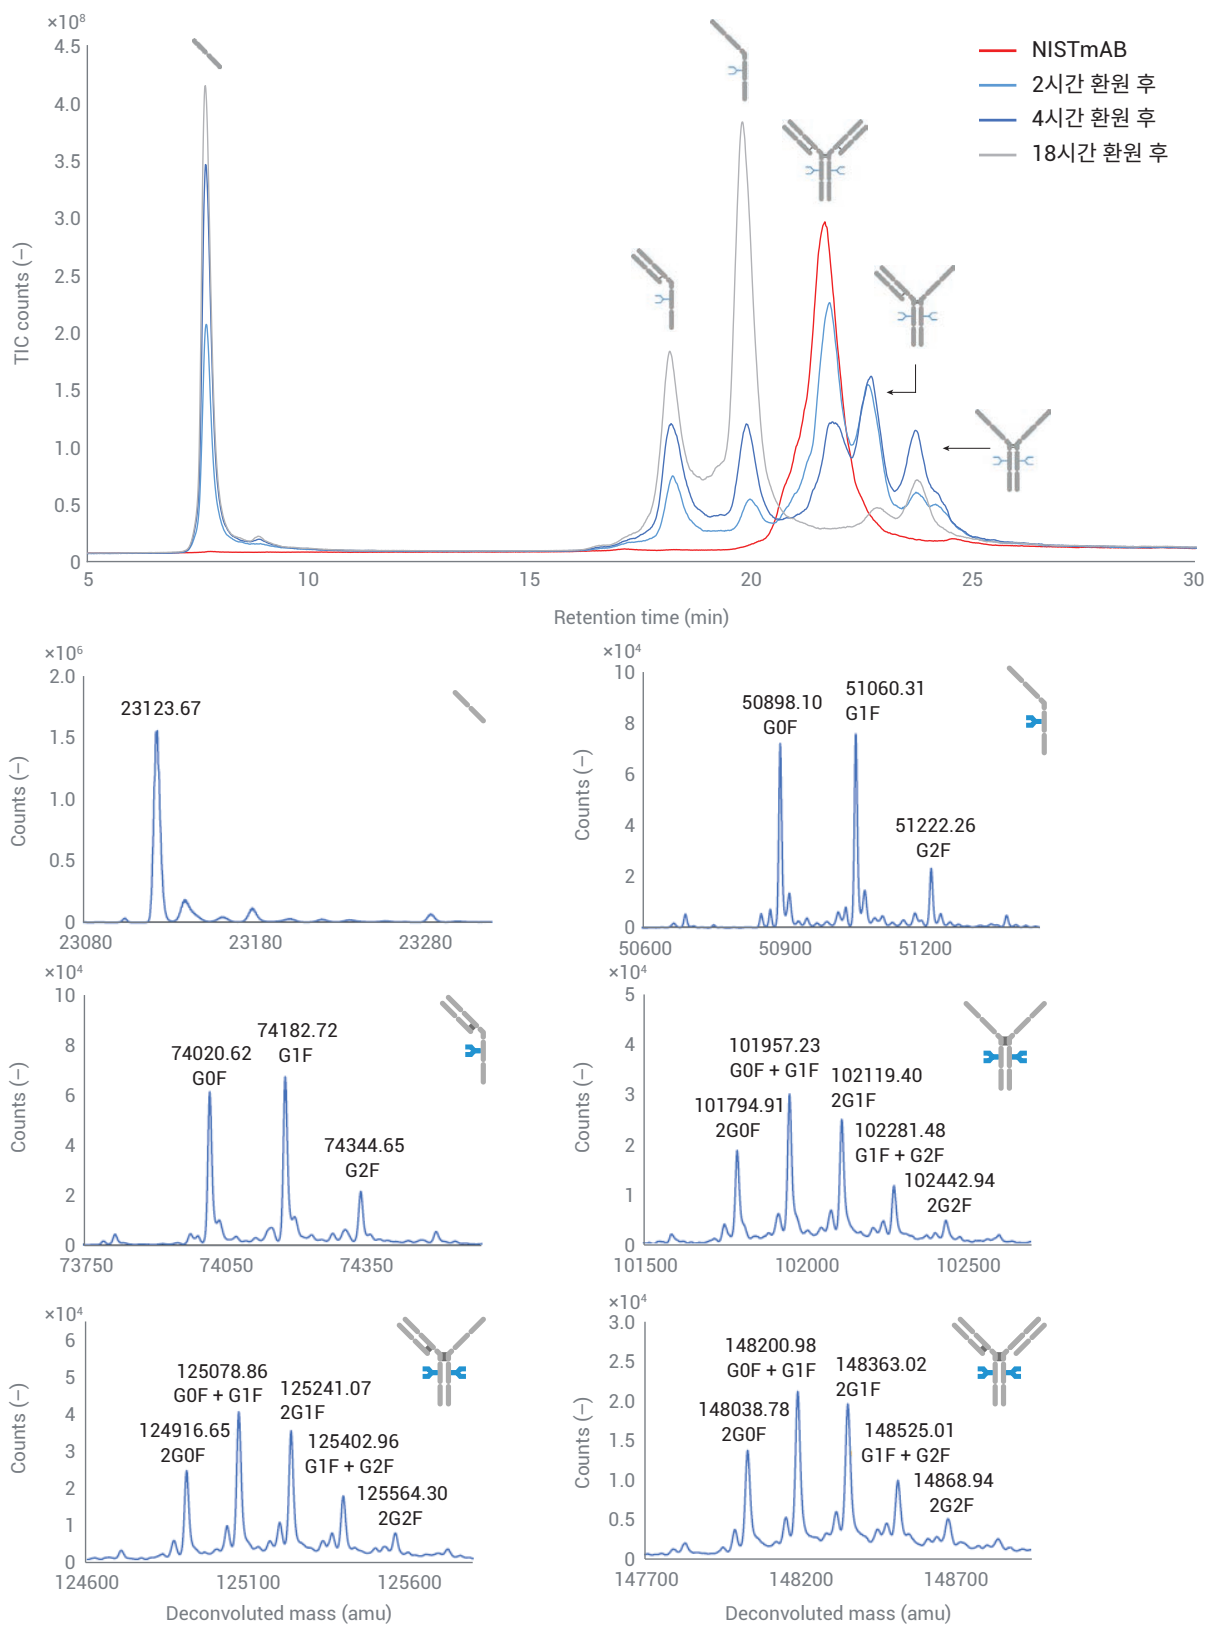 ×10⁸
4.5
4.0
3.5
3.0
2.5
2.0
1.5
1.0
0.5
0
TIC counts (–)
NISTmAB
2시간 환원 후
4시간 환원 후
18시간 환원 후
5 10 15 20 25 30
Retention time (min)
×10⁶
2.0
1.5
1.0
0.5
0
Counts (–)
23123.67
23080 23180 23280
×10⁴
10
8
6
4
2
0
Counts (–)
50898.10
G0F
51060.31
G1F
51222.26
G2F
50600 50900 51200
×10⁴
10
8
6
4
2
0
Counts (–)
74020.62
G0F
74182.72
G1F
74344.65
G2F
73750 74050 74350
×10⁴
5
4
3
2
1
0
Counts (–)
101794.91
2G0F
101957.23
G0F + G1F
102119.40
2G1F
102281.48
G1F + G2F
102442.94
2G2F
101500 102000 102500
×10⁴
6
5
4
3
2
1
0
Counts (–)
124916.65
2G0F
125078.86
G0F + G1F
125241.07
2G1F
125402.96
G1F + G2F
125564.30
2G2F
124600 125100 125600
Deconvoluted mass (amu)
×10⁴
3.0
2.5
2.0
1.5
1.0
0.5
0
Counts (–)
148038.78
2G0F
148200.98
G0F + G1F
148363.02
2G1F
148525.01
G1F + G2F
14868.94
2G2F
147700 148200 148700
Deconvoluted mass (amu)